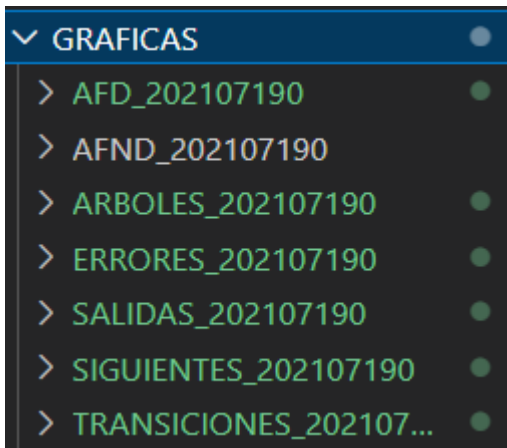 GRAFICAS
AFD_202107190
AFND_202107190
ARBOLES_202107190
ERRORES_202107190
SALIDAS_202107190
SIGUIENTES_202107190
TRANSICIONES_202107...